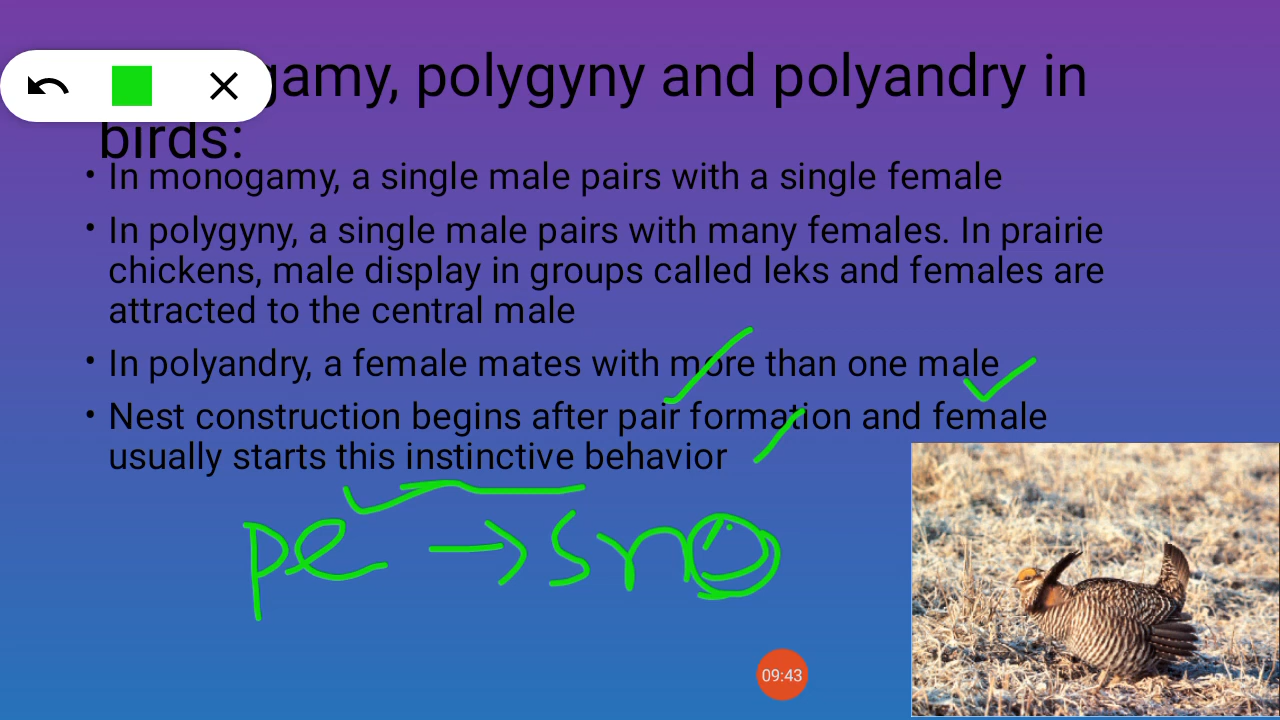 gamy, polygyny and polyandry in
birds:
• In monogamy, a single male pairs with a single female
• In polygyny, a single male pairs with many females. In prairie
chickens, male display in groups called leks and females are
attracted to the central male
• In polyandry, a female mates with more than one male
• Nest construction begins after pair formation and female
usually starts this instinctive behavior
pe →
09:43